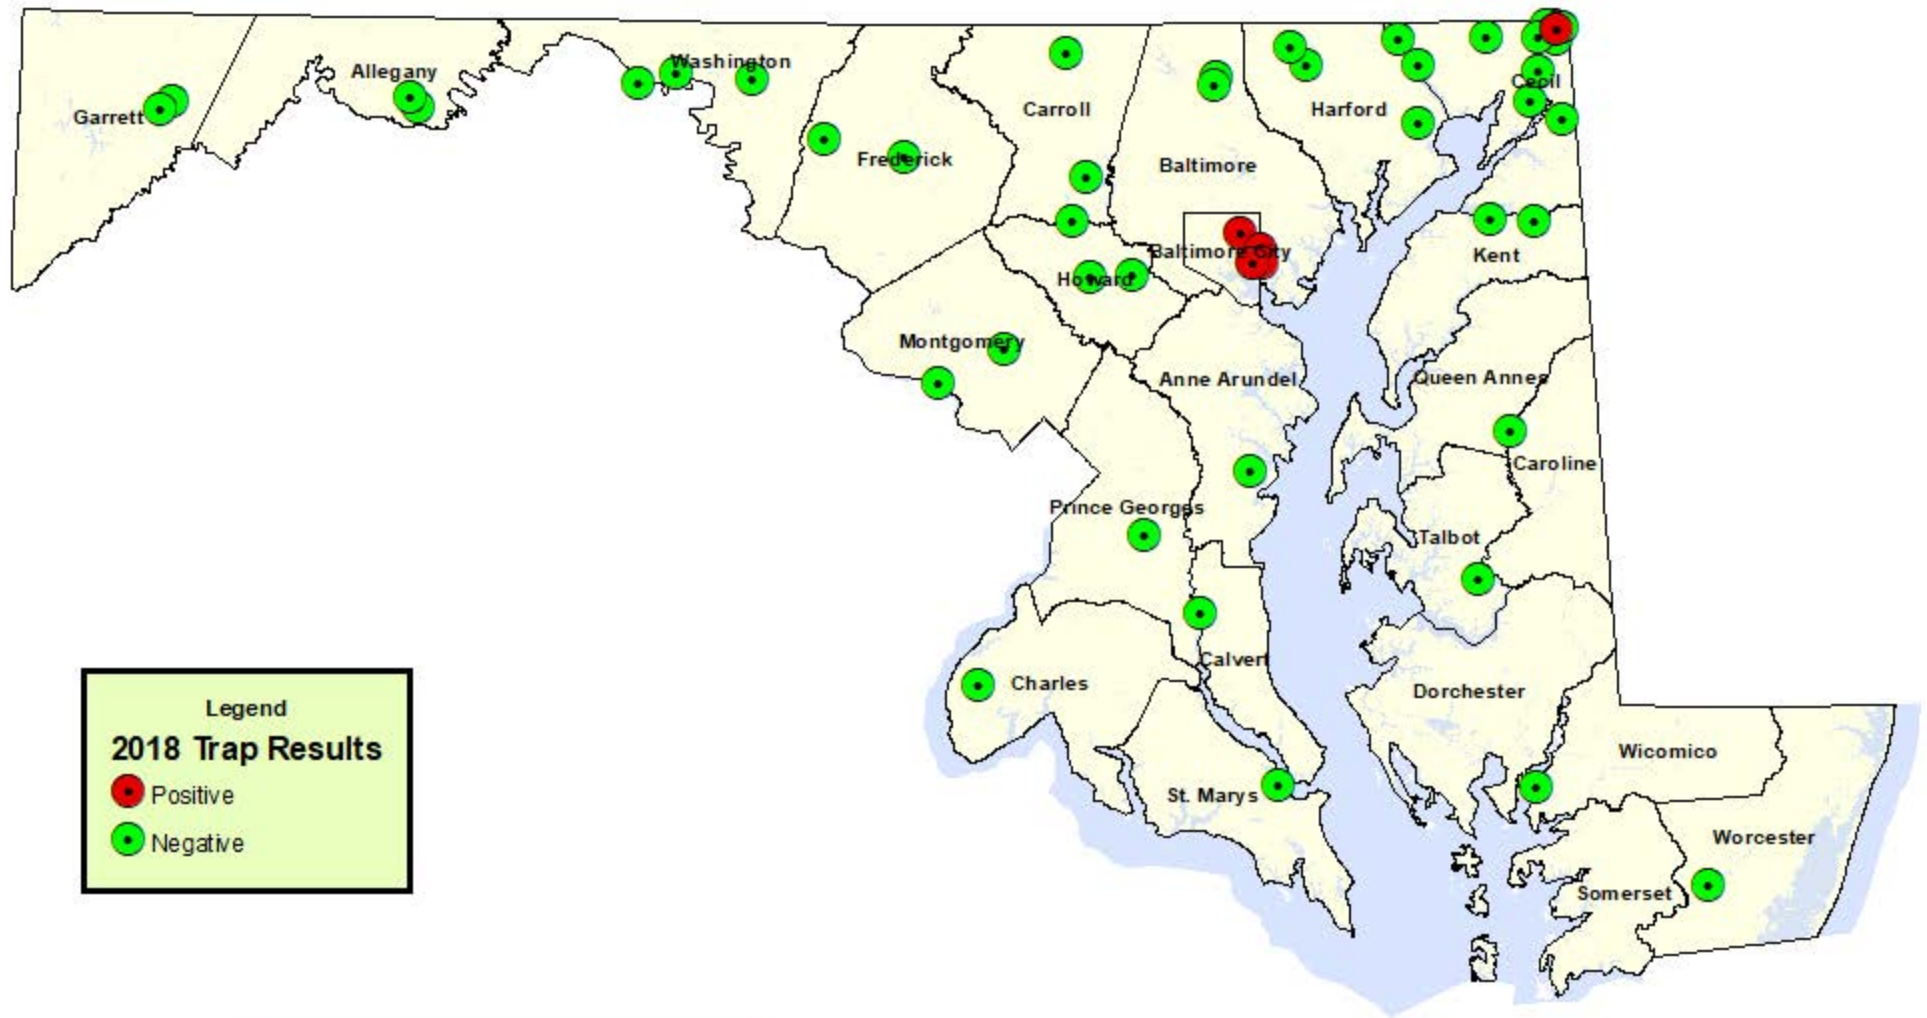 Washington
Allegany
Cecil
Garrett
Carroll
Harford
Frederick
Baltimore
Baltimore City
Kent
Howard
Montgomery
Anne Arundel
Queen Annes
Caroline
Prince Georges
Talbot
Calvert
Charles
Dorchester
Legend
2018 Trap Results
Positive
Negative
Wicomico
St. Marys
Worcester
Somerset